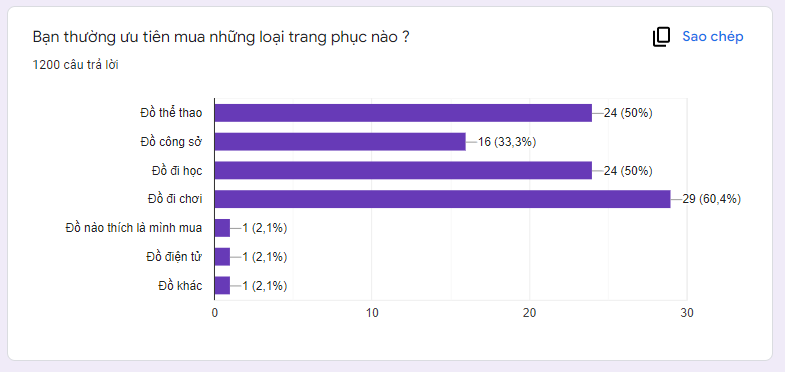 Bạn thường ưu tiên mua những loại trang phục nào ?
Sao chép
1200 câu trả lời
Đồ thể thao
24 (50%)
Đồ công sở
16 (33,3%)
Đồ đi học
24 (50%)
Đồ đi chơi
29 (60,4%)
Đồ nào thích là mình mua
1 (2,1%)
Đồ điện tử
1 (2,1%)
Đồ khác
1 (2,1%)
0
10
20
30